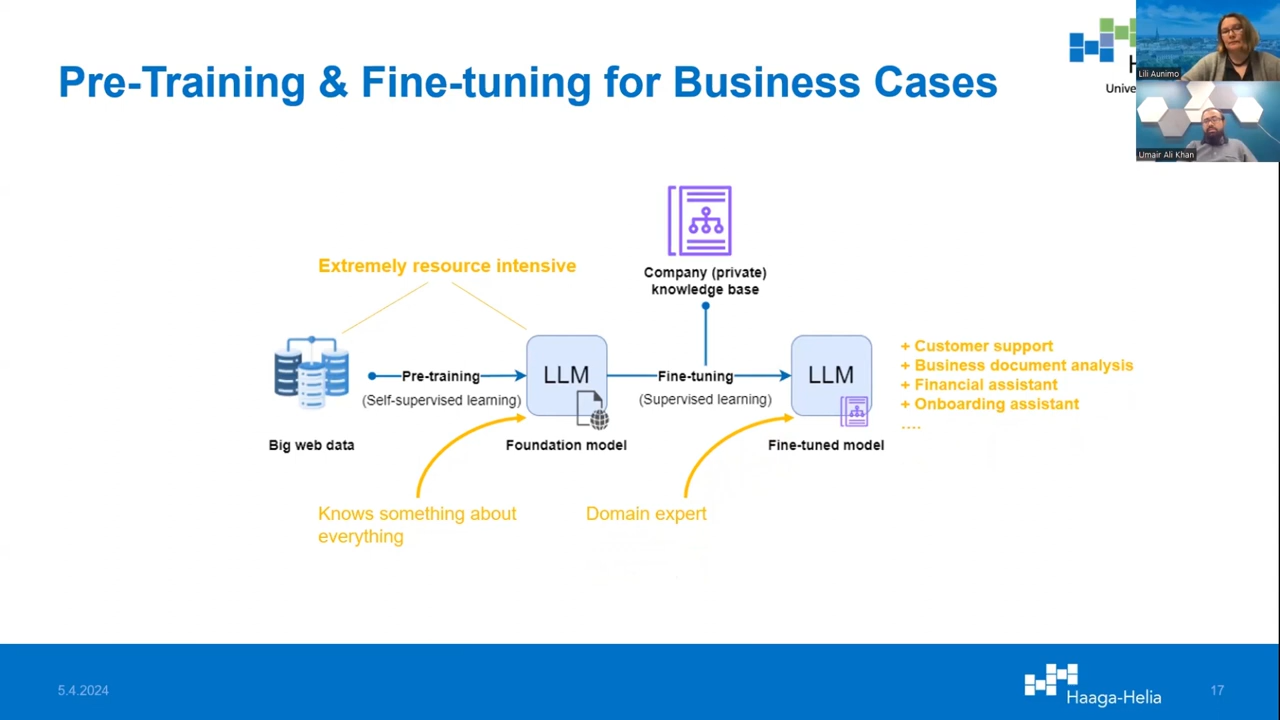 Pre-Training & Fine-tuning for Business Cases
H
Unive
Lili Aunimo
Umair Ali Khan
Extremely resource intensive
Company (private)
knowledge base
Pre-training
(Self-supervised learning)
LLM
Fine-tuning
(Supervised learning)
LLM
+ Customer support
+ Business document analysis
+ Financial assistant
+ Onboarding assistant
....
Big web data
Foundation model
Fine-tuned model
Knows something about
everything
Domain expert
5.4.2024
Haaga-Helia
17